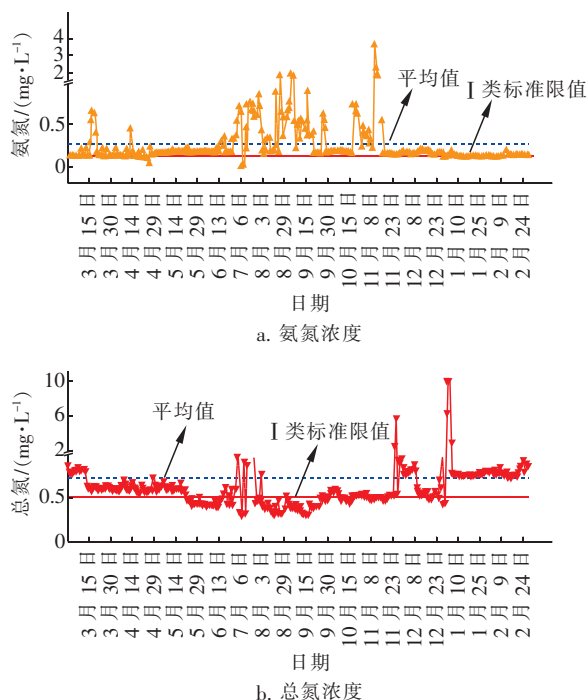 氨氮/(mg·L⁻¹)
4
3
2
0.5
0
平均值
Ⅰ类标准限值
3月15日
3月30日
4月14日
4月29日
5月14日
5月29日
6月13日
7月6日
8月3日
8月29日
9月15日
9月30日
10月15日
11月8日
11月23日
12月8日
12月23日
1月10日
1月25日
2月9日
2月24日
日期
a. 氨氮浓度
总氮/(mg·L⁻¹)
10
6
2
0.5
0
平均值
Ⅰ类标准限值
3月15日
3月30日
4月14日
4月29日
5月14日
5月29日
6月13日
7月6日
8月3日
8月29日
9月15日
9月30日
10月15日
11月8日
11月23日
12月8日
12月23日
1月10日
1月25日
2月9日
2月24日
日期
b. 总氮浓度